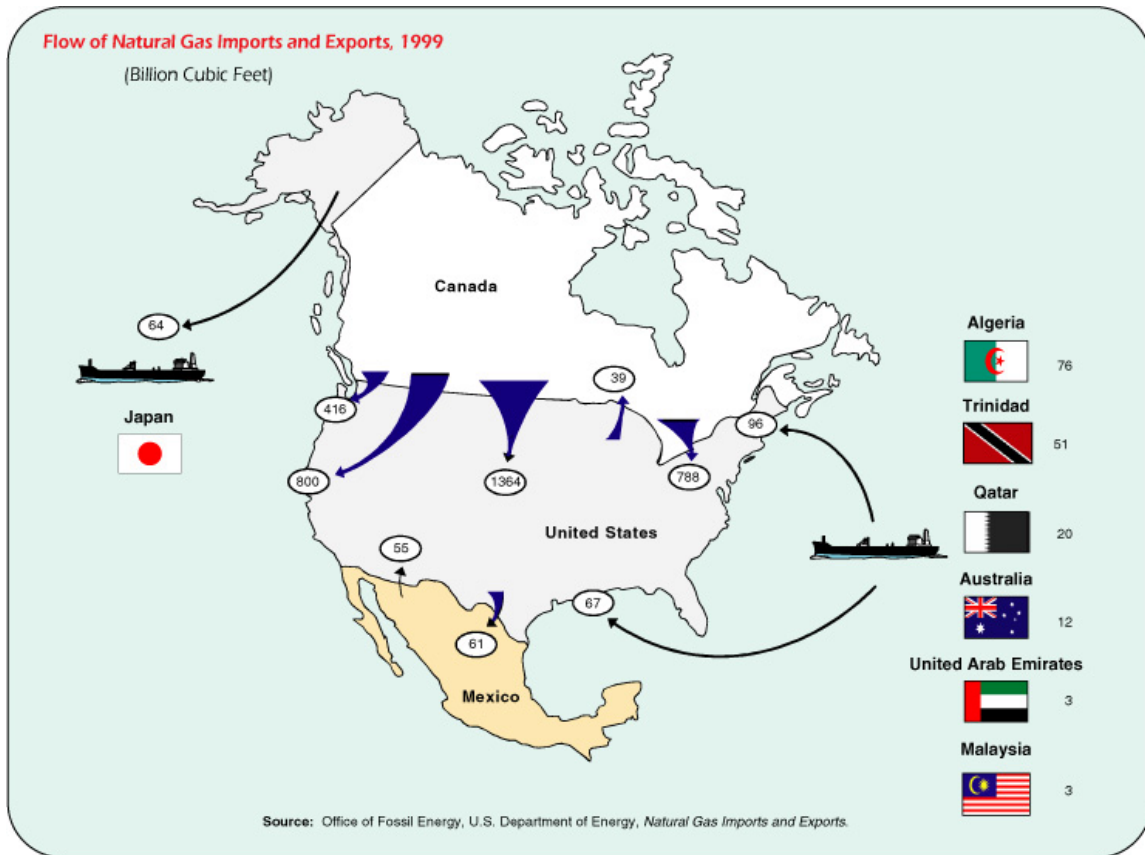 Flow of Natural Gas Imports and Exports, 1999
(Billion Cubic Feet)
Canada
64
Japan
416
39
96
800
1364
788
United States
55
67
61
Mexico
Algeria
76
Trinidad
51
Qatar
20
Australia
12
United Arab Emirates
3
Malaysia
3
Source: Office of Fossil Energy, U.S. Department of Energy, Natural Gas Imports and Exports.